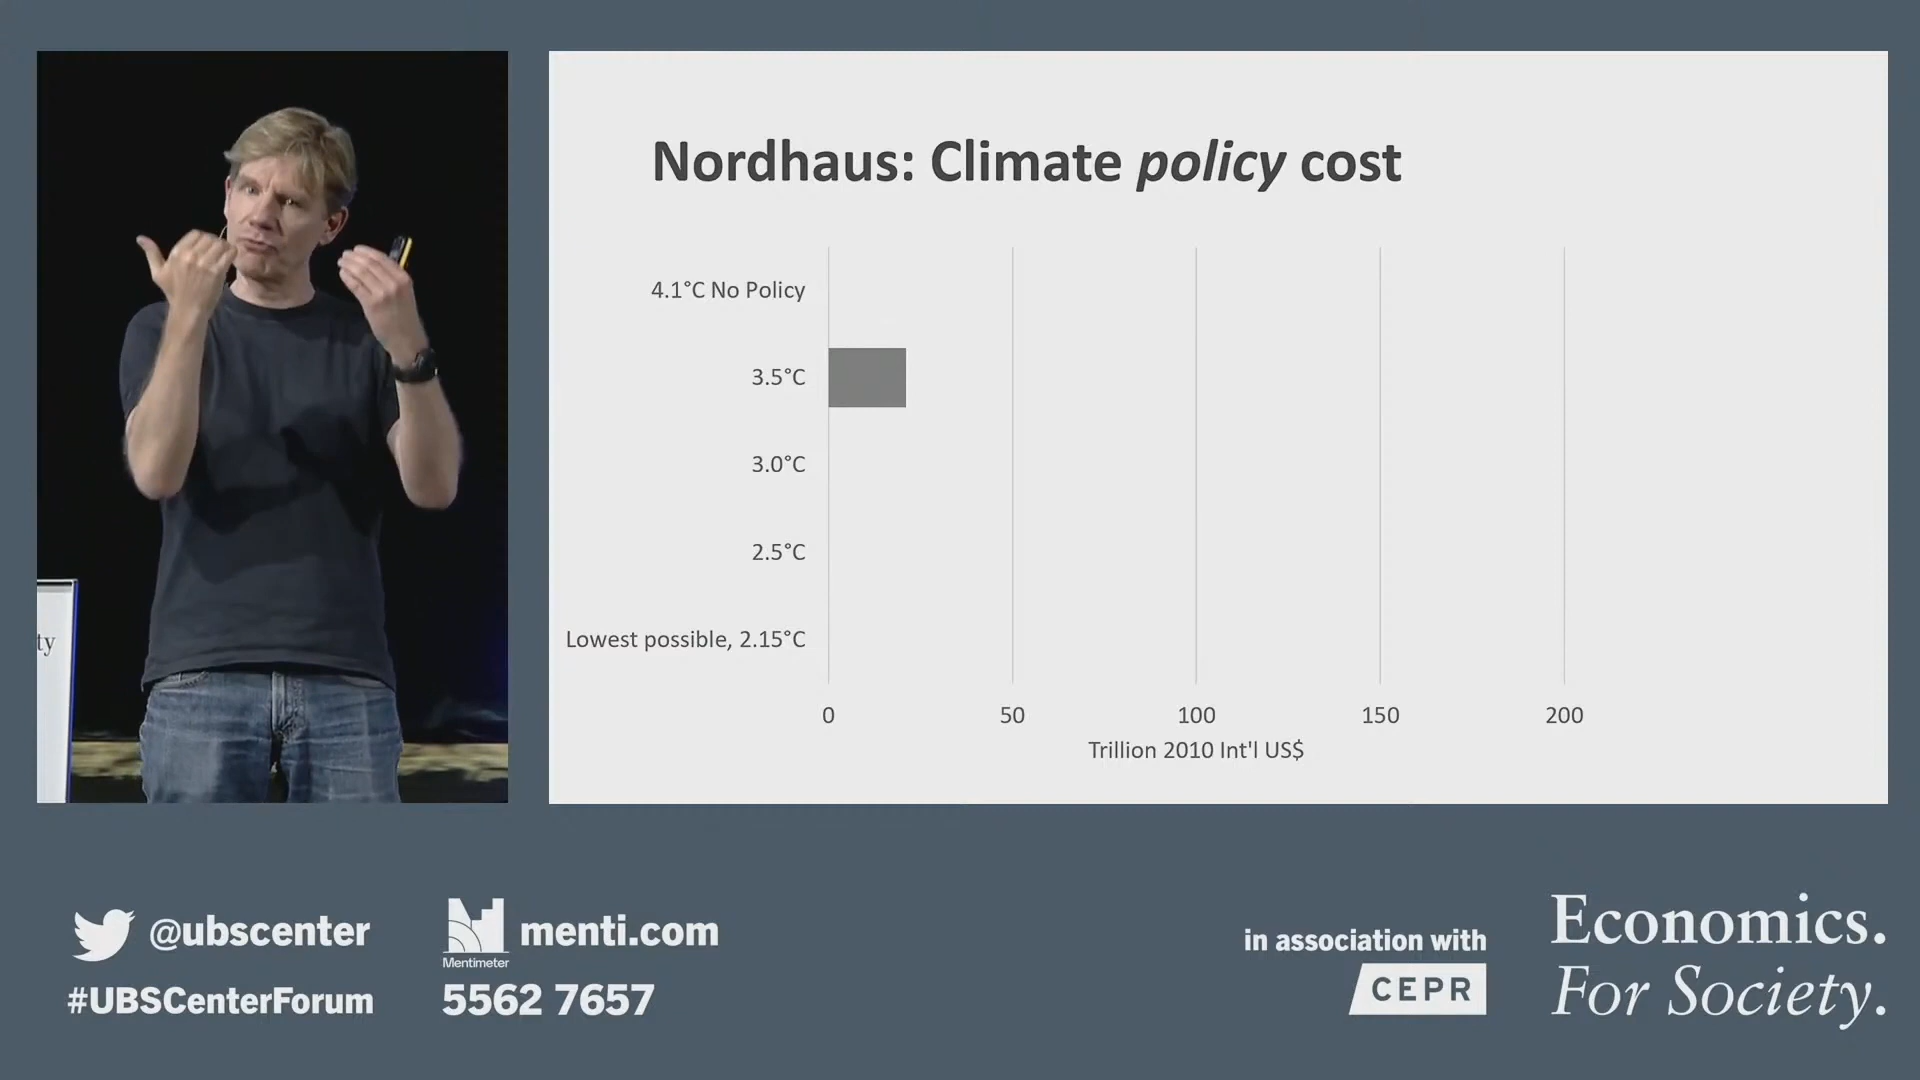 Nordhaus: Climate policy cost
4.1°C No Policy
3.5°C
3.0°C
2.5°C
Lowest possible, 2.15°C
0 50 100 150 200
Trillion 2010 Int'l US$
ty
@ubscenter
#UBSCenterForum
Mentimeter
menti.com
5562 7657
in association with
CEPR
Economics.
For Society.